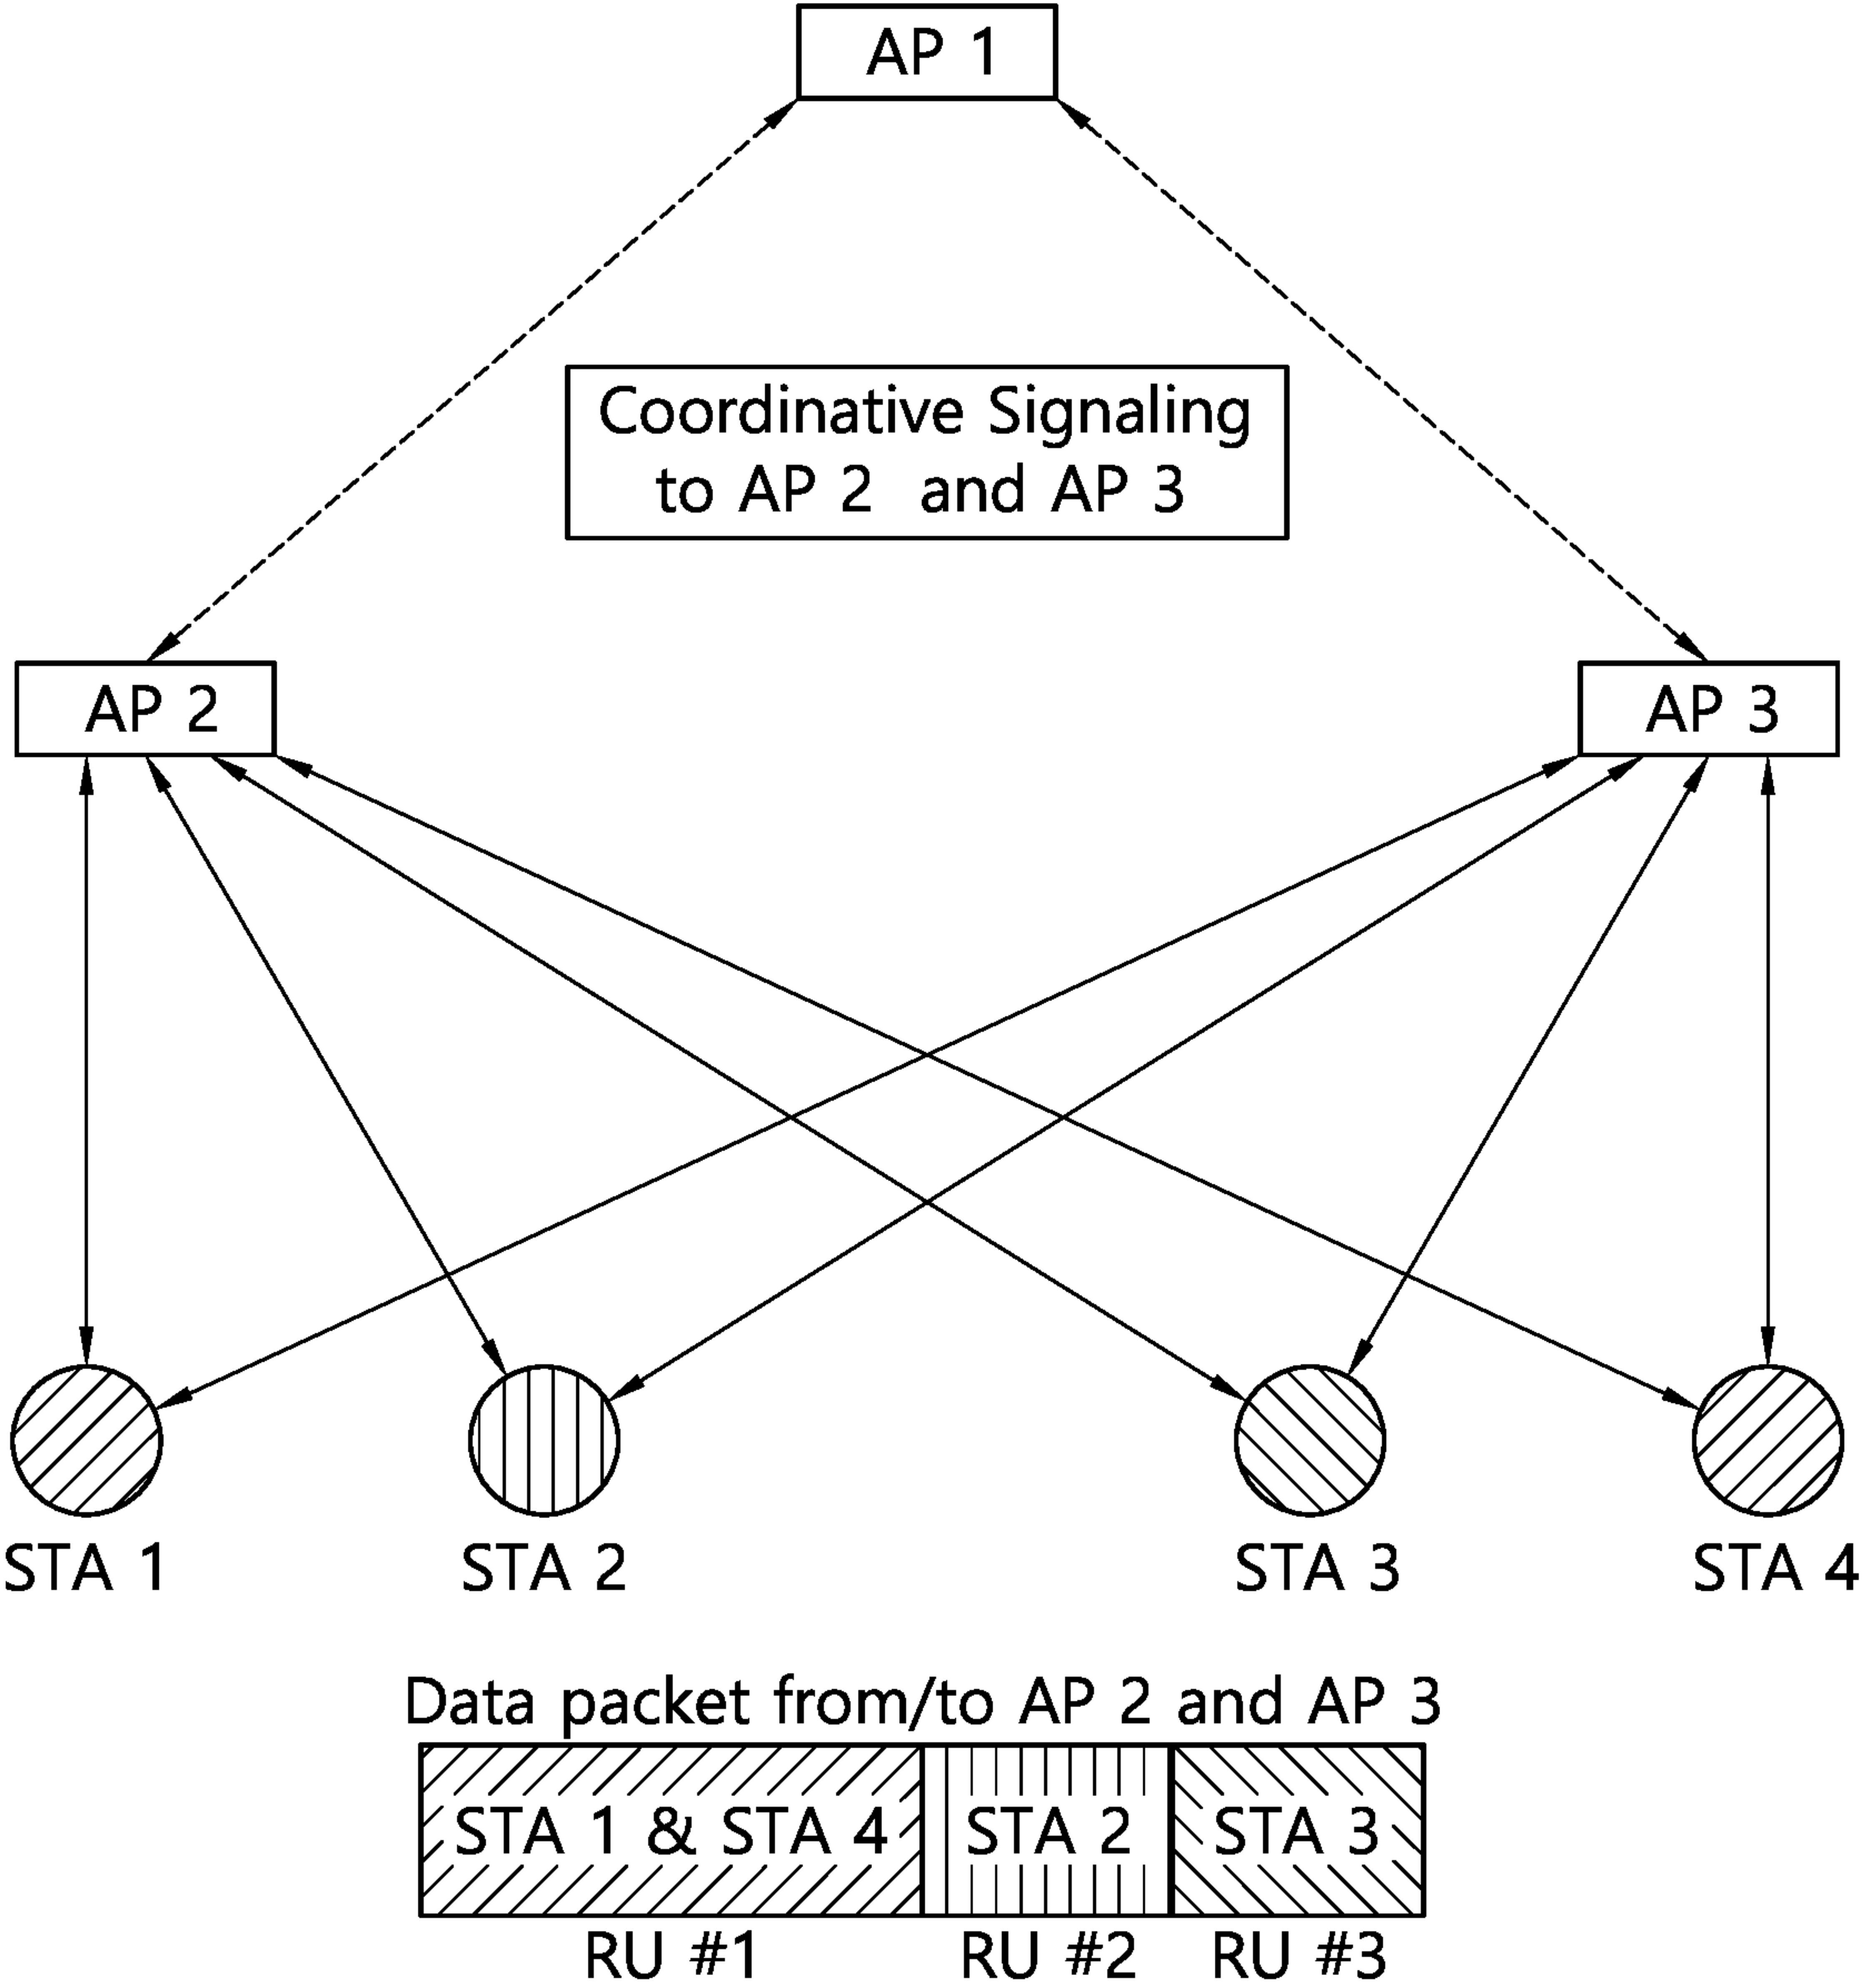 AP 1
Coordinative Signaling
to AP 2 and AP 3
AP 2
AP 3
STA 1
STA 2
STA 3
STA 4
Data packet from/to AP 2 and AP 3
STA 1 & STA 4
STA 2
STA 3
RU #1
RU #2
RU #3